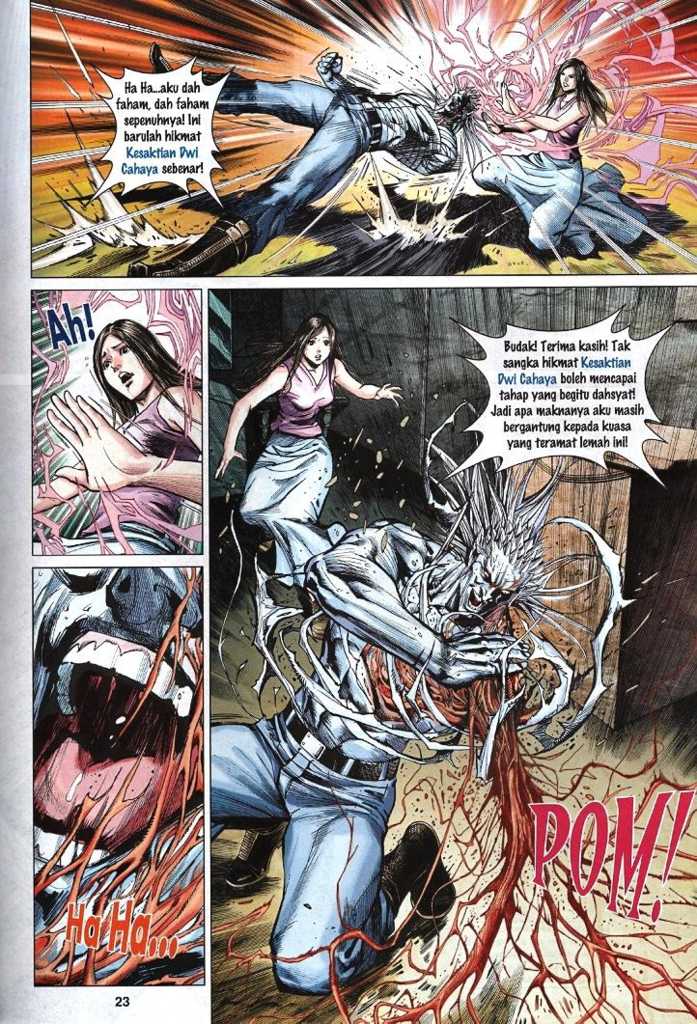 Ha Ha...aku dah
faham, dah faham
sepenuhnya! Ini
barulah hikmat
Kesaktian Dwi
Cahaya sebenar!
Ah!
Budak! Terima kasih! Tak
sangka hikmat Kesaktian
Dwi Cahaya boleh mencapai
tahap yang begitu dahsyat!
Jadi apa maknanya aku masih
bergantung kepada kuasa
yang teramat lemah ini!
Ha Ha...
POM!
23